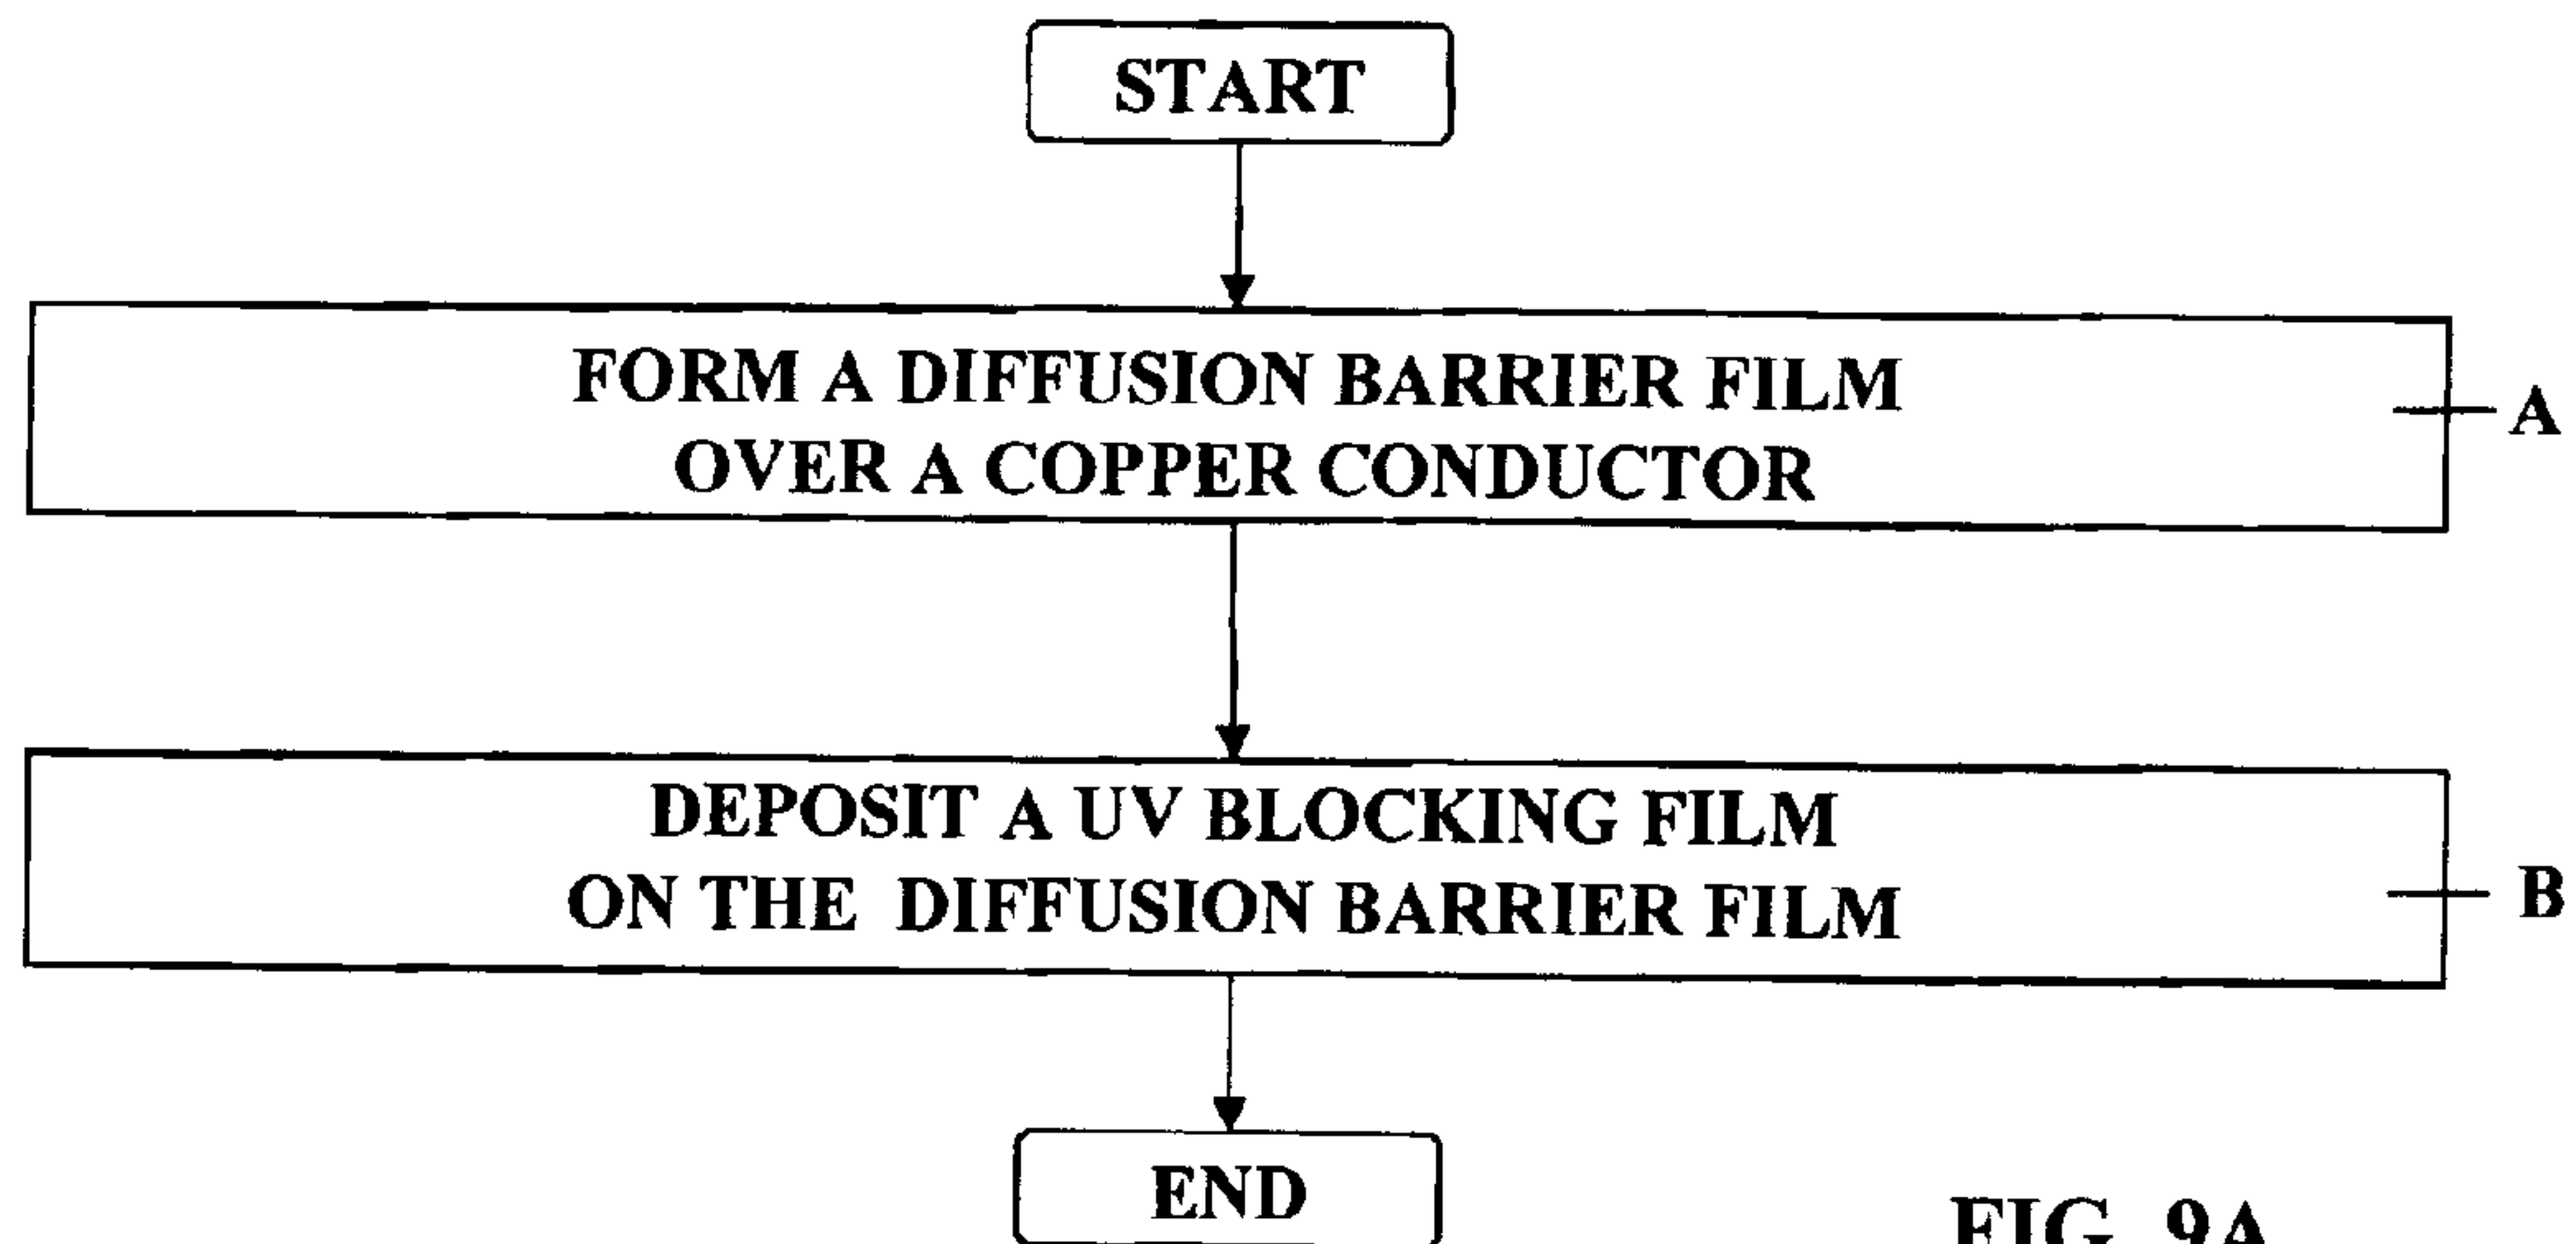 START
FORM A DIFFUSION BARRIER FILM
OVER A COPPER CONDUCTOR
A
DEPOSIT A UV BLOCKING FILM
ON THE DIFFUSION BARRIER FILM
B
END
FIG. 9A